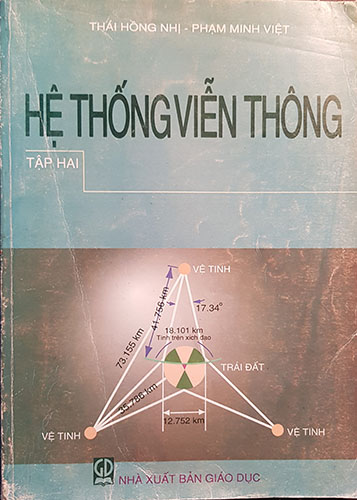 THÁI HỒNG NHỊ - PHẠM MINH VIỆT
HỆ THỐNG VIỄN THÔNG
TẬP HAI
VỆ TINH
17.34°
41.756 km
73.155 km
18.101 km
Tính trên xích đạo
TRÁI ĐẤT
35.786 km
12.752 km
VỆ TINH
VỆ TINH
GD
NHÀ XUẤT BẢN GIÁO DỤC